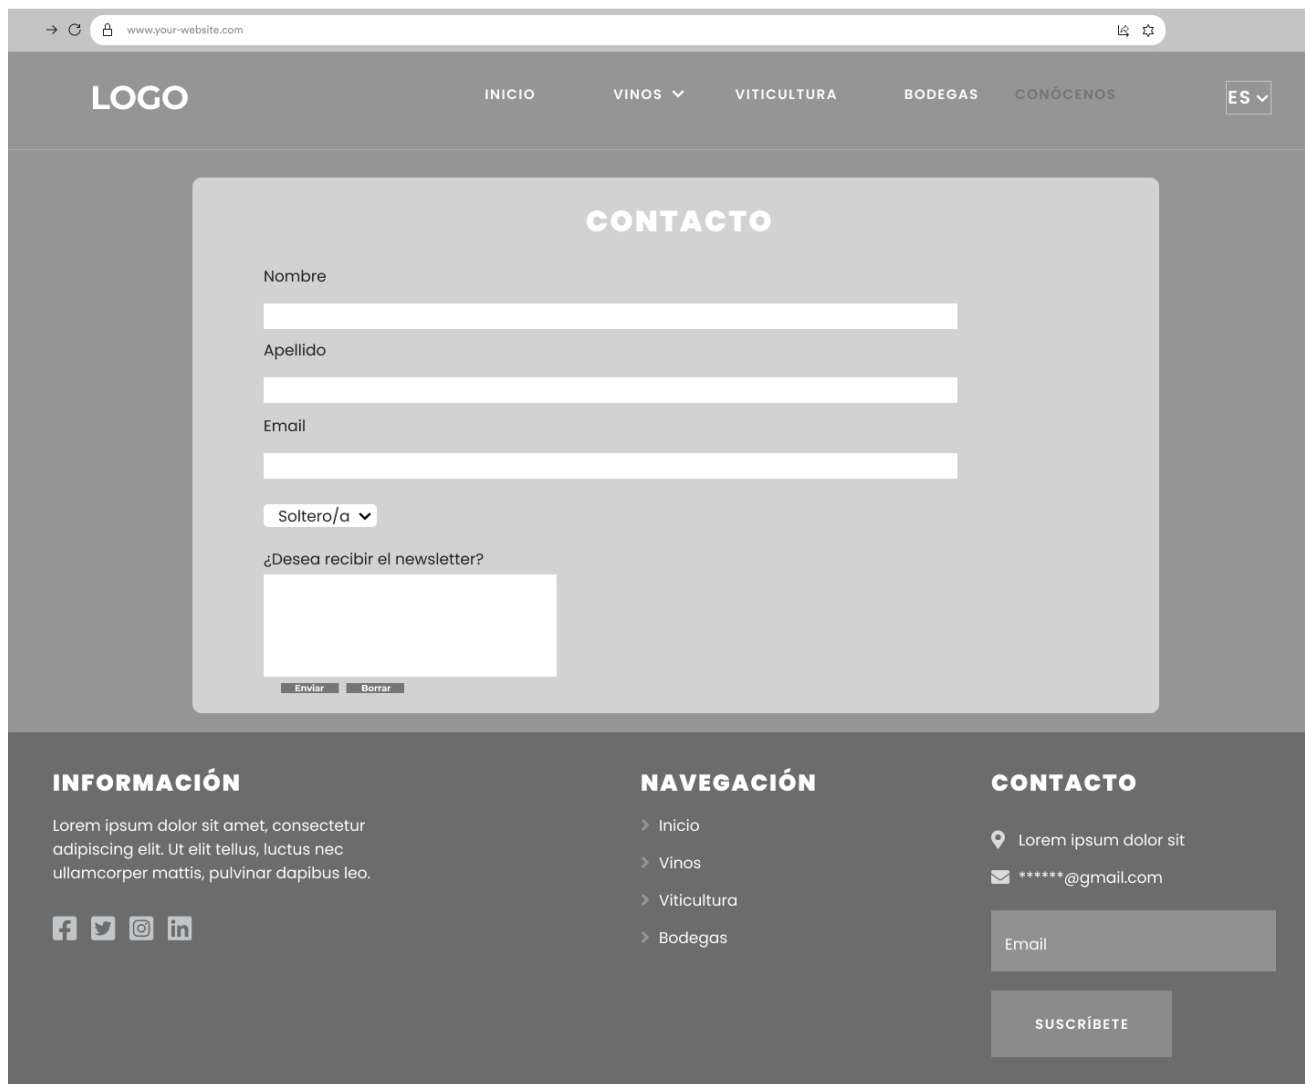 www.your-website.com
LOGO
INICIO
VINOS
VITICULTURA
BODEGAS
CONÓCENOS
ES
CONTACTO
Nombre
Apellido
Email
Soltero/a
¿Desea recibir el newsletter?
Enviar
Borrar
INFORMACIÓN
Lorem ipsum dolor sit amet, consectetur
adipiscing elit. Ut elit tellus, luctus nec
ullamcorper mattis, pulvinar dapibus leo.
NAVEGACIÓN
Inicio
Vinos
Viticultura
Bodegas
CONTACTO
Lorem ipsum dolor sit
******@gmail.com
Email
SUSCRÍBETE